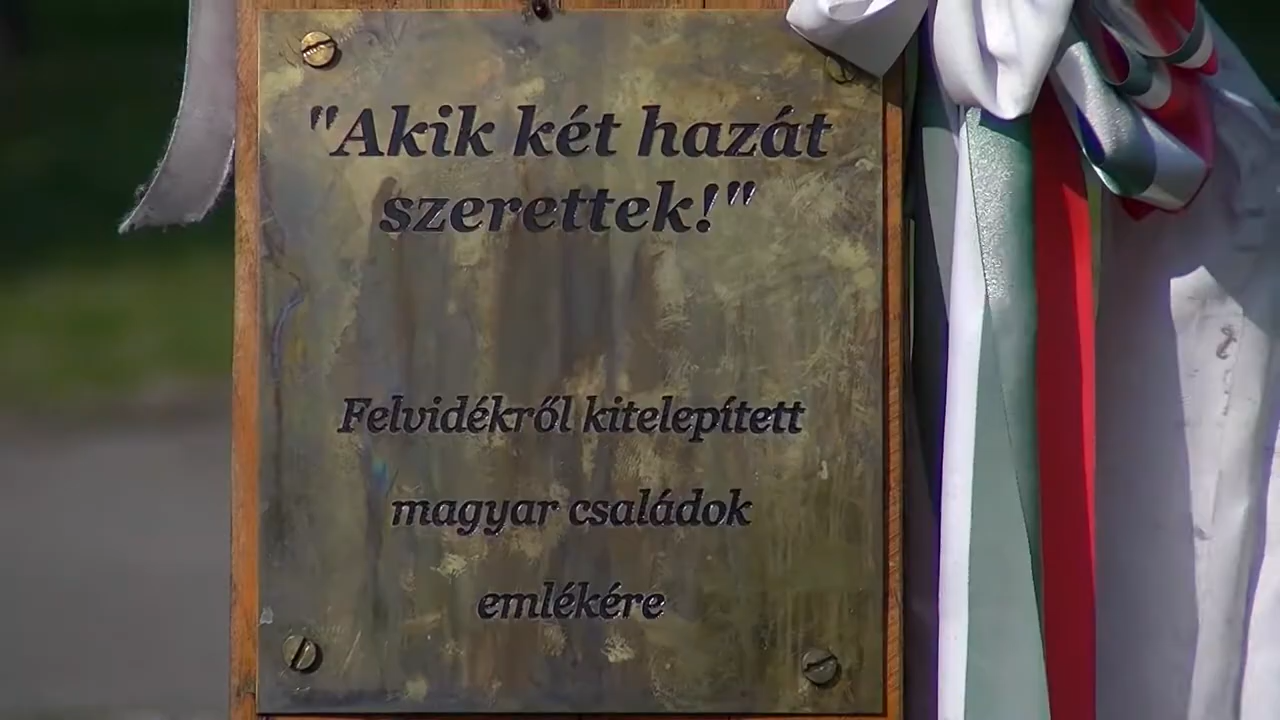 "Akik két hazát
szerettek!"
Felvidékről kitelepített
magyar családok
emlékére